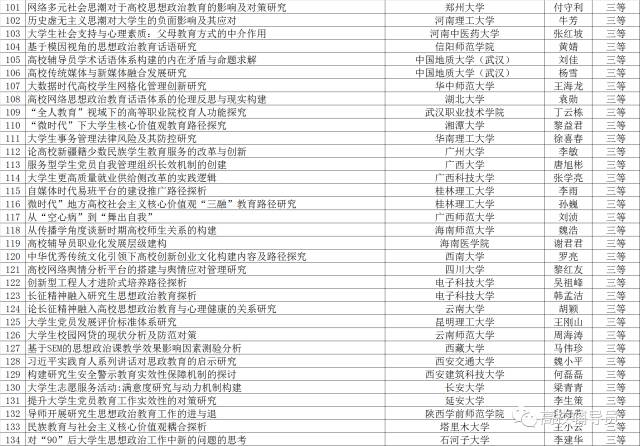 101 网络多元社会思潮对于高校思想政治教育的影响及对策研究 郑州大学 付守利 三等
102 历史虚无主义思潮对大学生的负面影响及其应对 河南理工大学 牛芳 三等
103 大学生社会支持与心理素质：父母教育方式的中介作用 河南中医药大学 张红坡 三等
104 基于模因视角的思想政治教育话语研究 信阳师范学院 黄婧 三等
105 高校辅导员学术话语体系构建的内在矛盾与命题求解 中国地质大学（武汉） 刘佳 三等
106 高校传统媒体与新媒体融合发展研究 中国地质大学（武汉） 杨雪 三等
107 大数据时代高校学生网格化管理创新研究 华中师范大学 王海龙 三等
108 高校网络思想政治教育话语体系的伦理反思与现实构建 湖北大学 袁勋 三等
109 “全人教育”视域下的高等职业院校育人功能探究 武汉职业技术学院 丁云栋 三等
110 “微时代”下大学生核心价值观教育路径探究 湘潭大学 黎益君 三等
111 大学生事务管理法律风险及其防控研究 华南理工大学 徐喜春 三等
112 论高校新疆籍少数民族学生教育服务的改革与创新 广州大学 李敏 三等
113 服务型学生党员自我管理组织长效机制的创建 广西大学 唐旭彬 三等
114 大学生更高质量就业供给侧改革的实践逻辑 广西科技大学 张学亮 三等
115 自媒体时代易班平台的建设推广路径探析 桂林理工大学 李雨 三等
116 微时代”地方高校社会主义核心价值观“三融”教育路径研究 桂林理工大学 孙巍 三等
117 从“空心病”到“舞出自我” 广西师范大学 刘浈 三等
118 从传播学角度谈新时期高校师生关系的构建 海南师范大学 魏浩 三等
119 高校辅导员职业化发展层级建构 海南医学院 谢君君 三等
120 中华优秀传统文化引领下高校创新创业文化构建内容及路径探究 西南大学 罗亮 三等
121 高校网络舆情分析平台的搭建与舆情应对管理研究 四川大学 黎红友 三等
122 创新型工程人才进阶式培养路径探析 电子科技大学 吴祖峰 三等
123 长征精神融入研究生思想政治教育探析 电子科技大学 韩孟洁 三等
124 论长征精神融入高校思想政治教育与心理健康的关系研究 云南大学 胡颖 三等
125 大学生党员发展评价标准体系研究 昆明理工大学 王刚山 三等
126 大学生校园网贷的现状分析及防范对策 云南师范大学 周海涛 三等
127 基于SEM的思想政治课教学效果影响因素测验分析 西藏大学 马伟珍 三等
128 习近平实践育人系列讲话对思政教育的启示研究 西安交通大学 魏小平 三等
129 构建研究生安全警示教育实效性保障机制的探讨 西安建筑科技大学 何磊磊 三等
130 大学生志愿服务活动:满意度研究与动力机制构建 长安大学 梁青青 三等
131 提升大学生党员教育工作实效性的对策研究 延安大学 李生策 三等
132 导师开展研究生思想政治教育工作的进与退 陕西学前师范学院 三等
133 民族教育与社会主义核心价值观耦合探析 塔里木大学 王小云 三等
134 对“90”后大学生思想政治工作中新的问题的思考 石河子大学 李建华 三等
高校辅导员